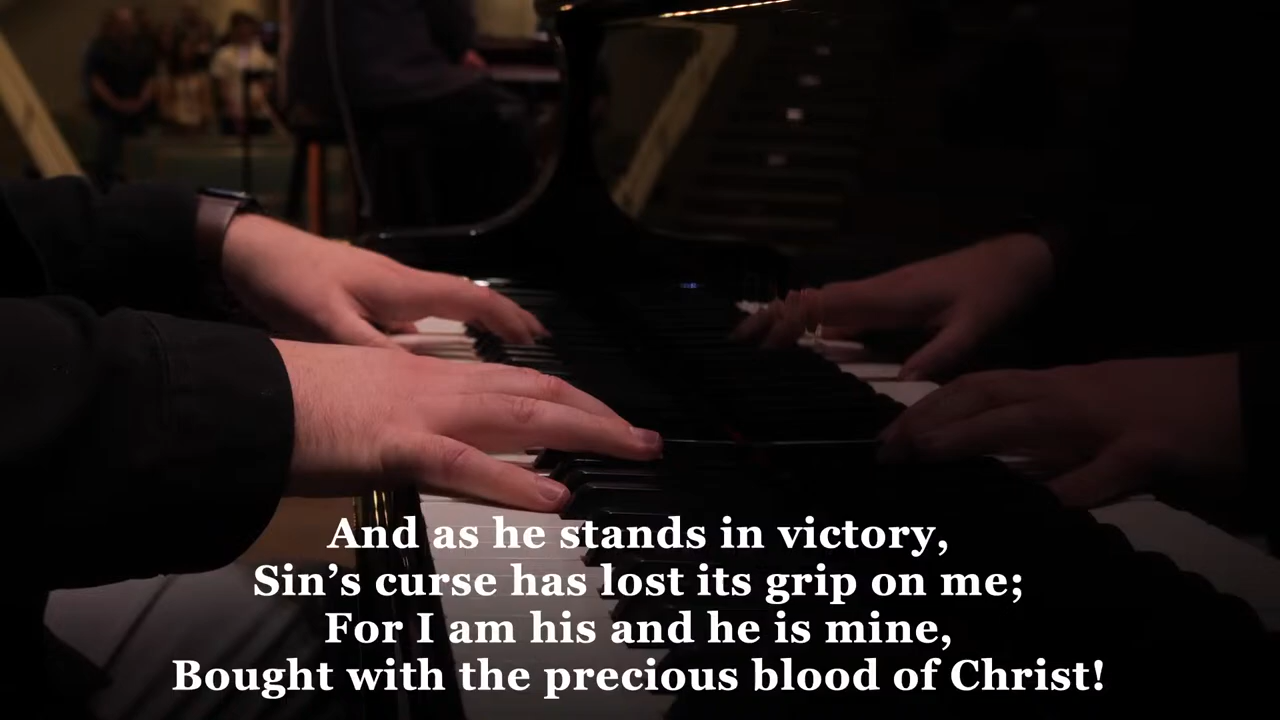 And as he stands in victory,
Sin’s curse has lost its grip on me;
For I am his and he is mine,
Bought with the precious blood of Christ!